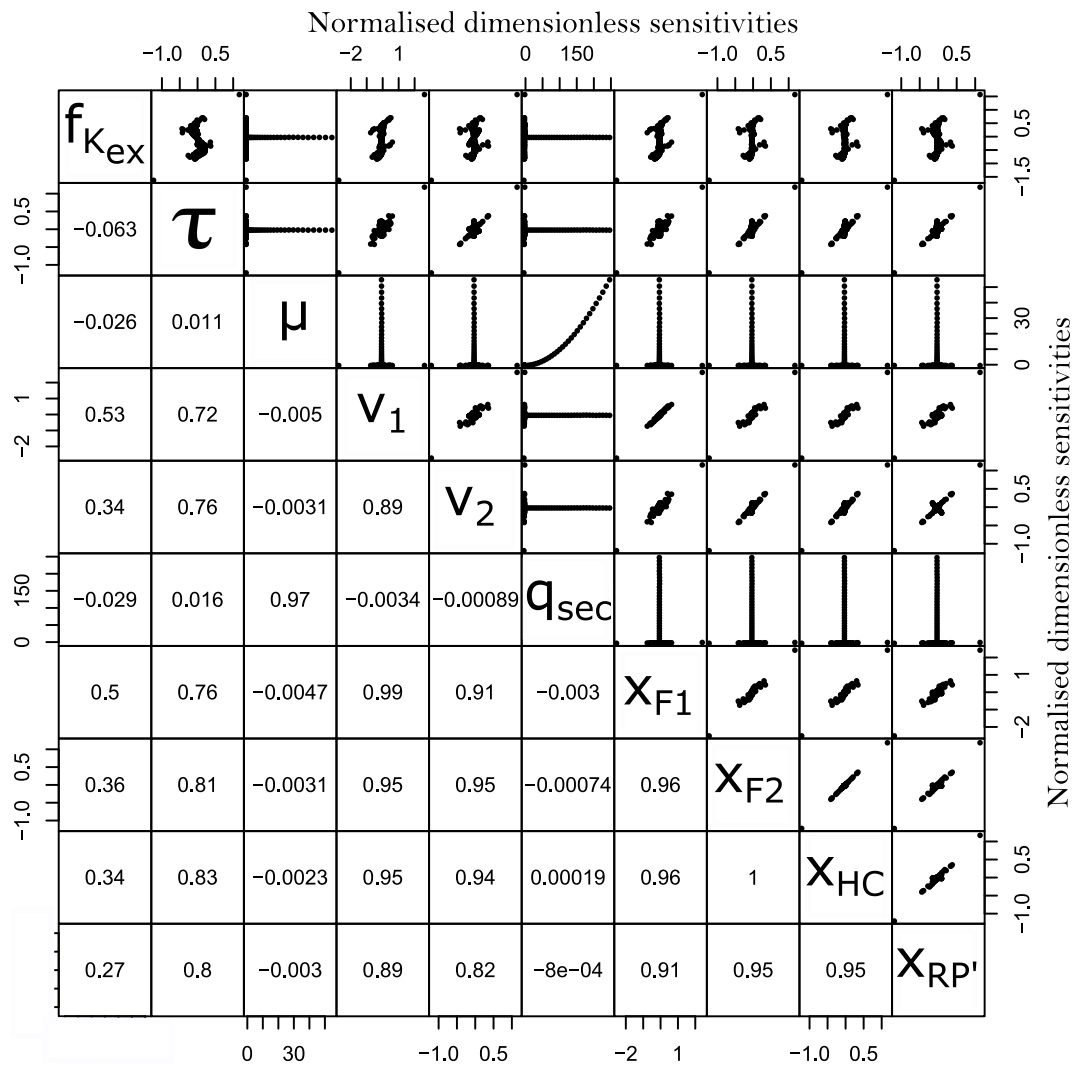 Normalised dimensionless sensitivities
−1.0 0.5 −2 1 0 150 −1.0 0.5 −1.0 0.5
f_Kex −1.5 0.5
−1.0 0.5 −0.063 τ
−0.026 0.011 μ 0 30
−2 1 0.53 0.72 −0.005 v_1
0.34 0.76 −0.0031 0.89 v_2 −1.0 0.5
0 150 −0.029 0.016 0.97 −0.0034 −0.00089 q_sec
0.5 0.76 −0.0047 0.99 0.91 −0.003 x_F1 −2 1
−1.0 0.5 0.36 0.81 −0.0031 0.95 0.95 −0.00074 0.96 x_F2
0.34 0.83 −0.0023 0.95 0.94 0.00019 0.96 1 x_HC −1.0 0.5
0.27 0.8 −0.003 0.89 0.82 −8e−04 0.91 0.95 0.95 x_RP'
0 30 −1.0 0.5 −2 1 −1.0 0.5
Normalised dimensionless sensitivities